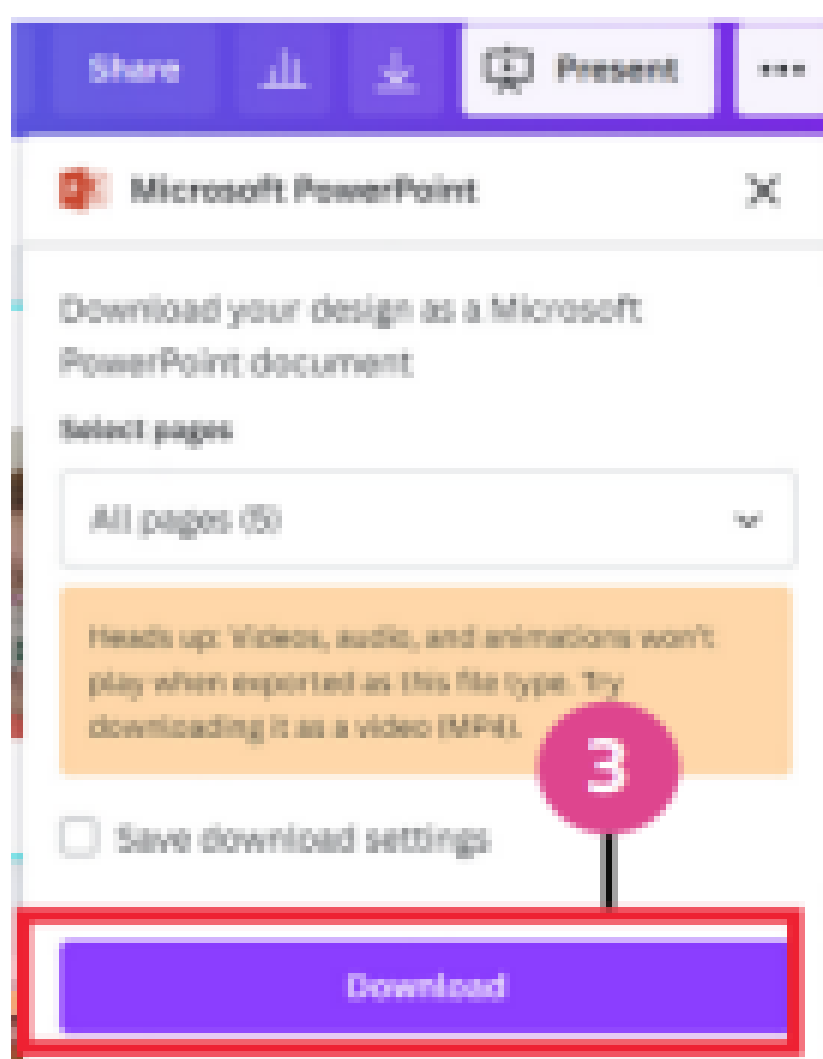 Share
Present
Microsoft PowerPoint
Download your design as a Microsoft
PowerPoint document
Select pages
All pages (5)
Heads up: Videos, audio, and animations won't
play when exported as this file type. Try
downloading it as a video (MP4).
3
Save download settings
Download